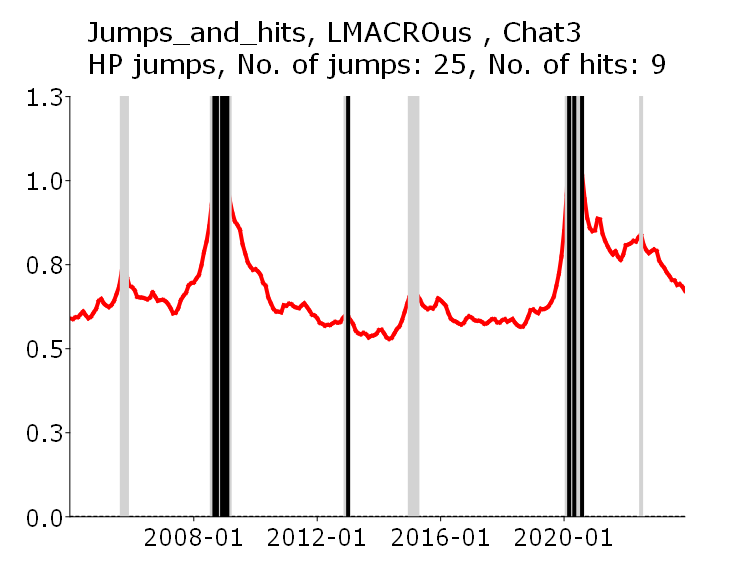 Jumps_and_hits, LMACROus , Chat3
HP jumps, No. of jumps: 25, No. of hits: 9
1.3
1.0
0.8
0.5
0.3
0.0
2008-01 2012-01 2016-01 2020-01